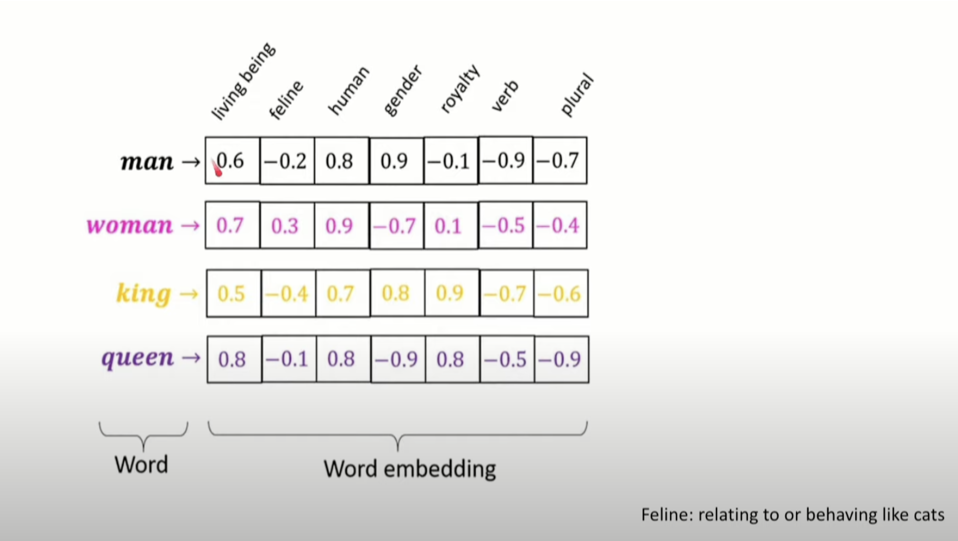 living being feline human gender royalty verb plural
man → 0.6 −0.2 0.8 0.9 −0.1 −0.9 −0.7
woman → 0.7 0.3 0.9 −0.7 0.1 −0.5 −0.4
king → 0.5 −0.4 0.7 0.8 0.9 −0.7 −0.6
queen → 0.8 −0.1 0.8 −0.9 0.8 −0.5 −0.9
Word Word embedding
Feline: relating to or behaving like cats